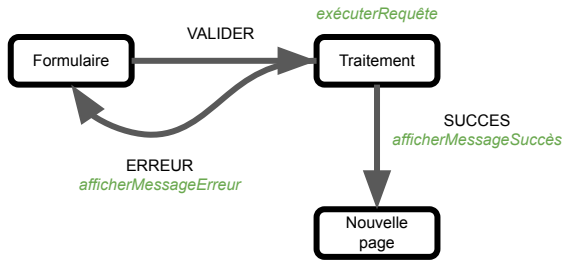 exécuterRequête
VALIDER
Formulaire
Traitement
SUCCES
afficherMessageSuccès
ERREUR
afficherMessageErreur
Nouvelle
page